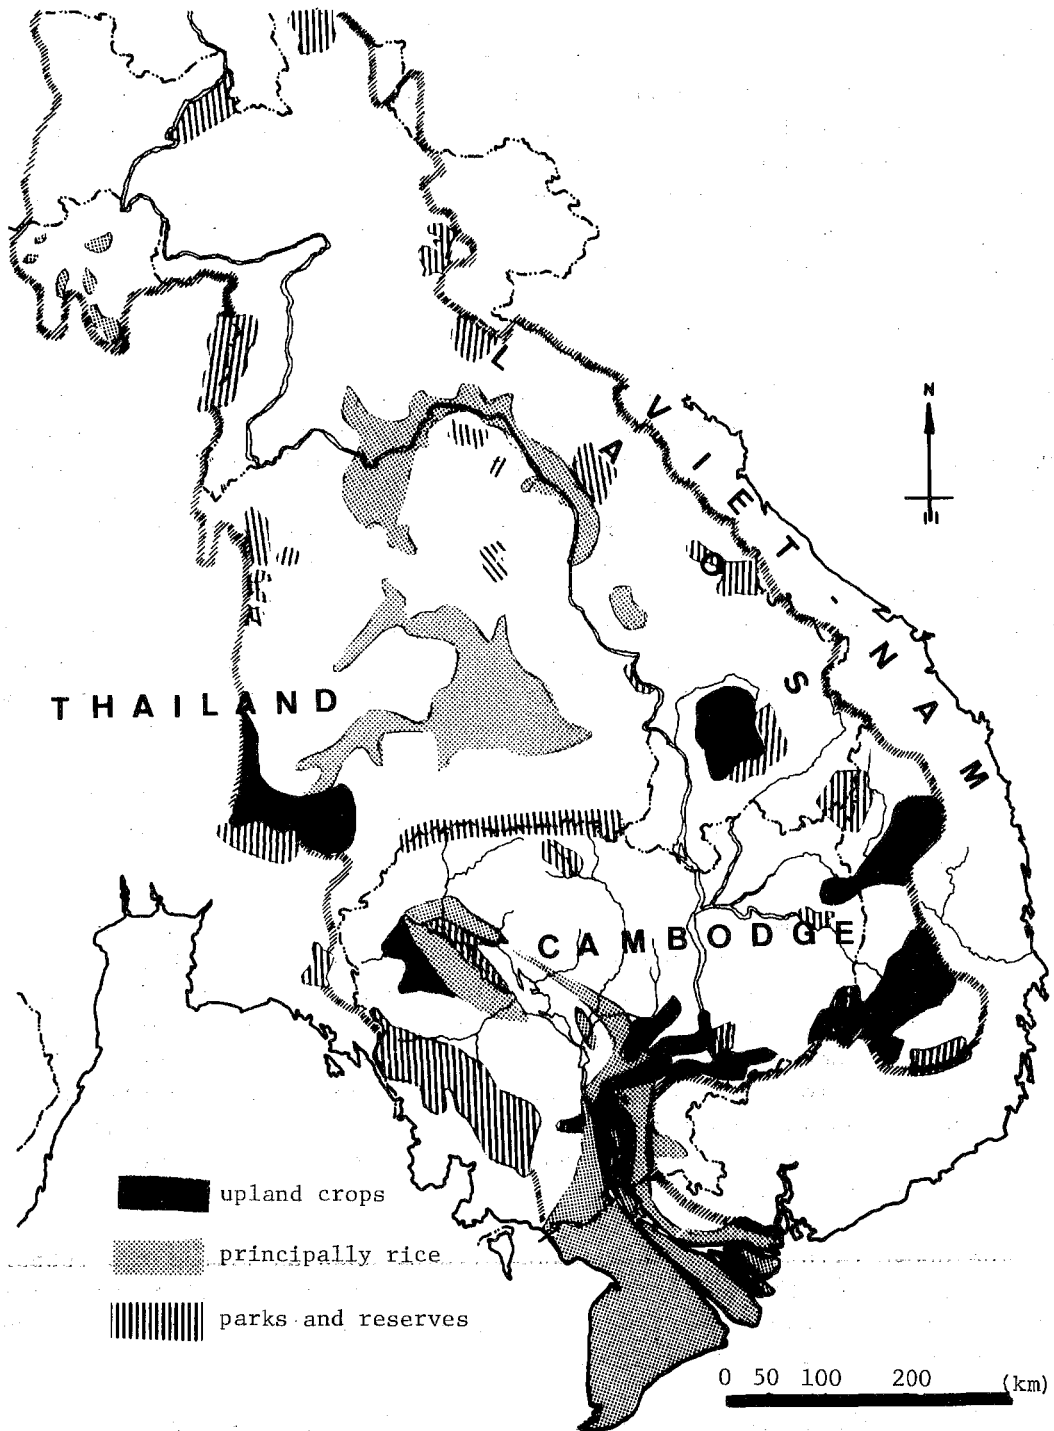 N
LAOS
VIET-NAM
THAILAND
CAMBODGE
upland crops
principally rice
parks and reserves
0 50 100 200 (km)